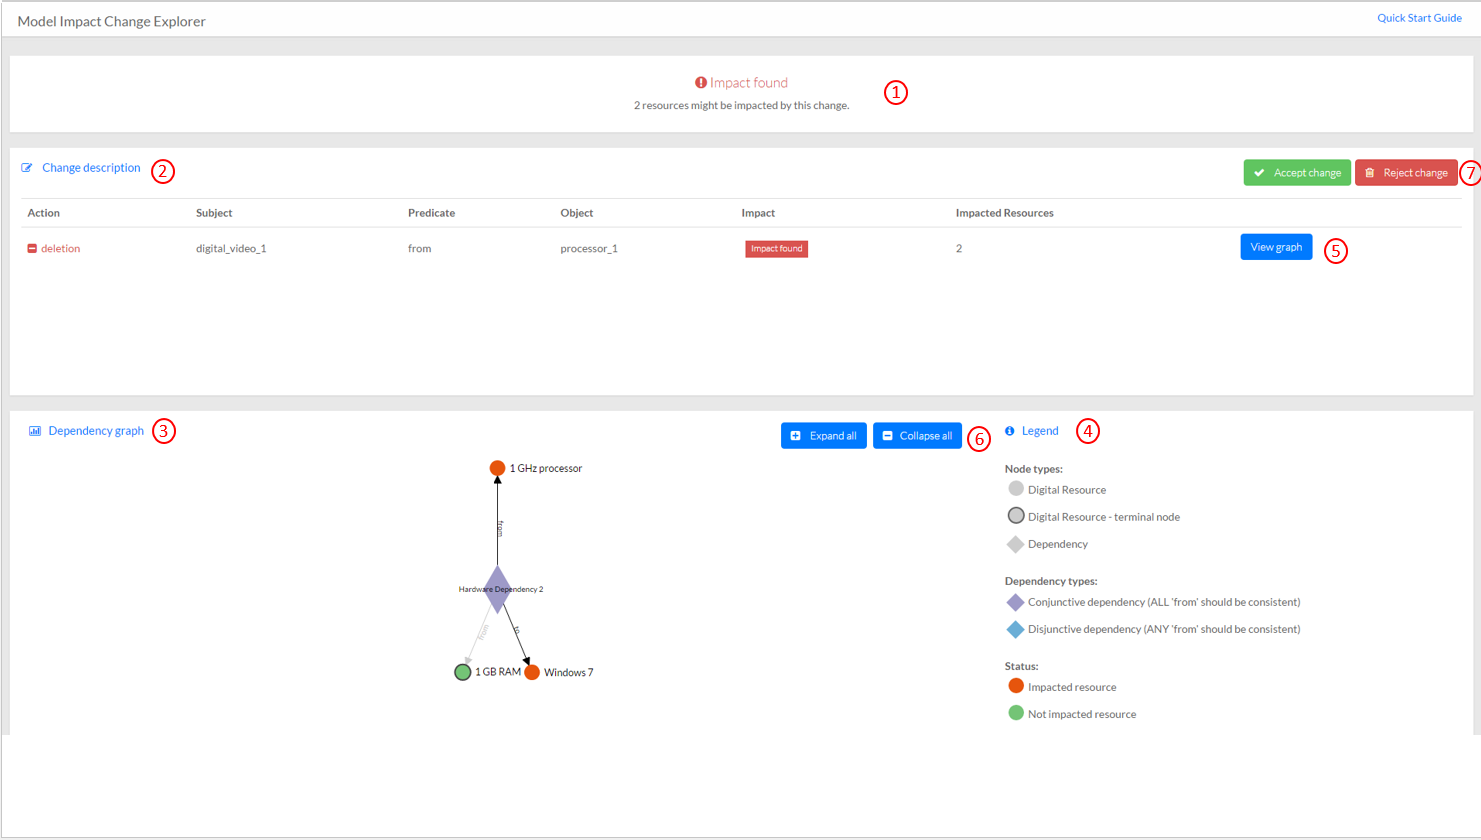 Model Impact Change Explorer
Quick Start Guide
Impact found
2 resources might be impacted by this change.
1
Change description
2
Accept change
Reject change
7
Action Subject Predicate Object Impact Impacted Resources
deletion digital_video_1 from processor_1 Impact found 2 View graph
5
Dependency graph
3
Expand all
Collapse all
6
1 GHz processor
from
Hardware Dependency 2
from
to
1 GB RAM
Windows 7
Legend
4
Node types:
Digital Resource
Digital Resource - terminal node
Dependency
Dependency types:
Conjunctive dependency (ALL 'from' should be consistent)
Disjunctive dependency (ANY 'from' should be consistent)
Status:
Impacted resource
Not impacted resource